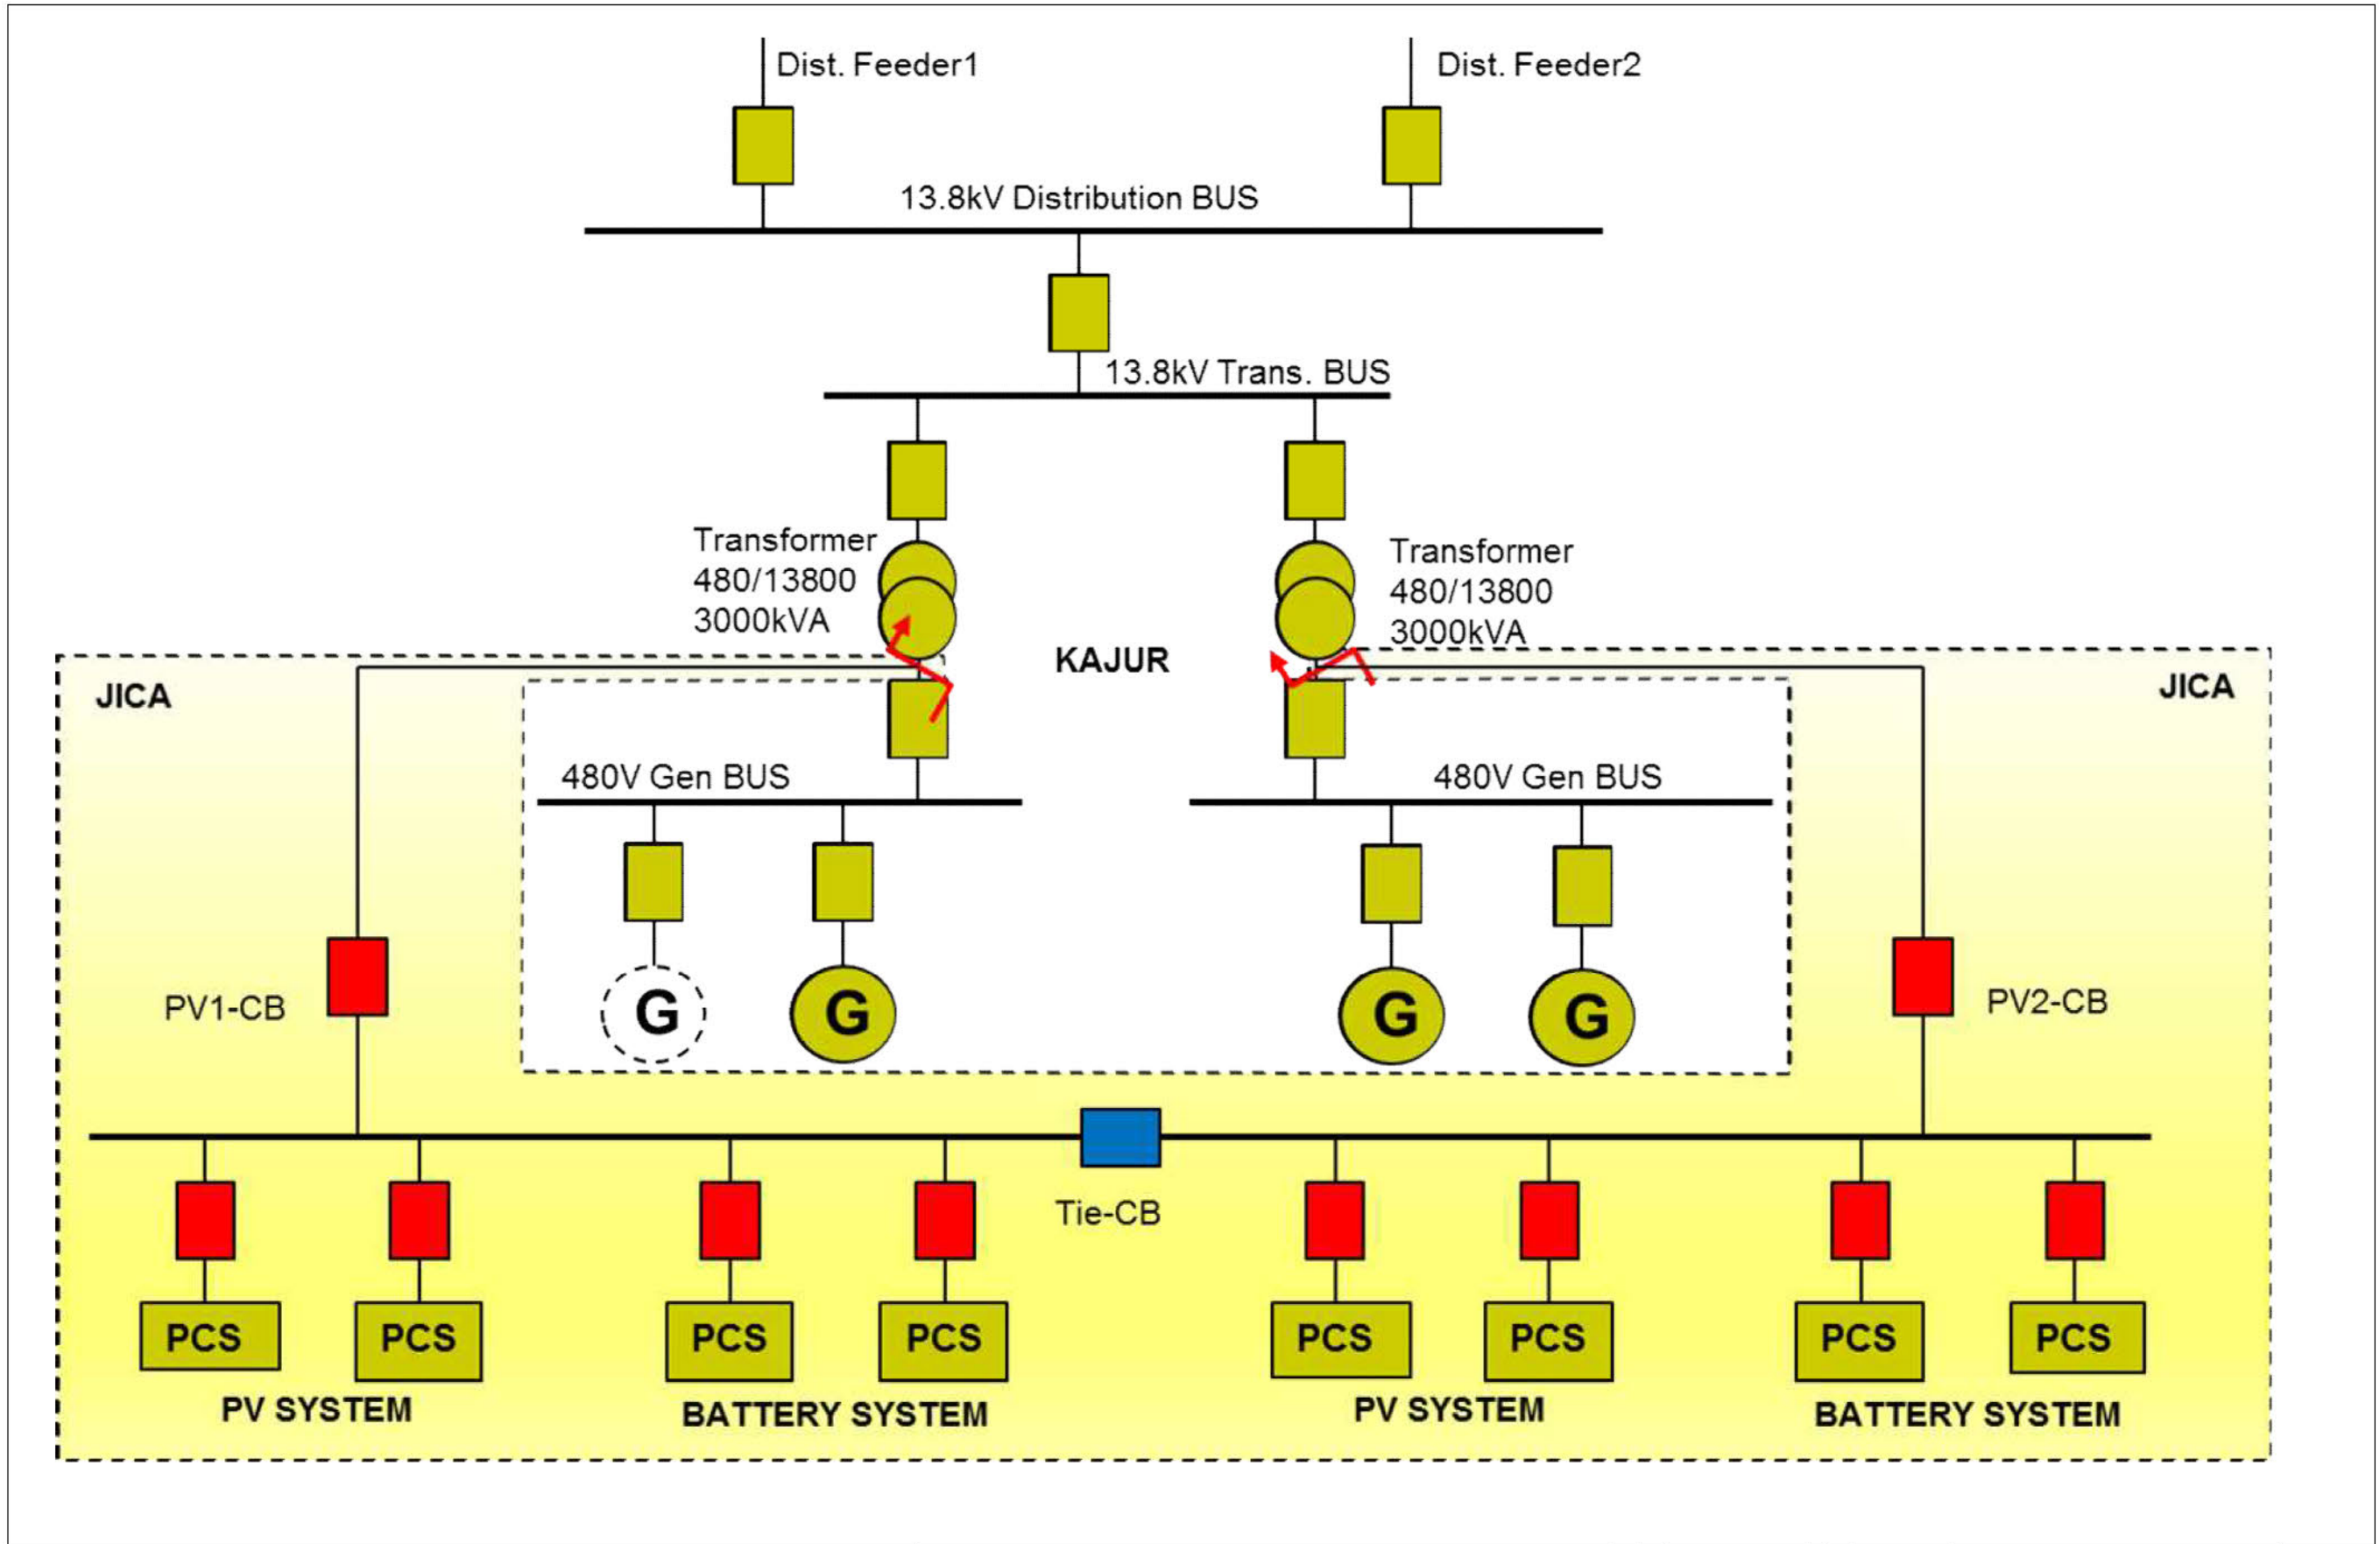 Dist. Feeder1
Dist. Feeder2
13.8kV Distribution BUS
13.8kV Trans. BUS
Transformer
480/13800
3000kVA
Transformer
480/13800
3000kVA
KAJUR
JICA
JICA
480V Gen BUS
480V Gen BUS
G
G
G
G
PV1-CB
PV2-CB
Tie-CB
PCS
PCS
PCS
PCS
PCS
PCS
PCS
PCS
PV SYSTEM
BATTERY SYSTEM
PV SYSTEM
BATTERY SYSTEM